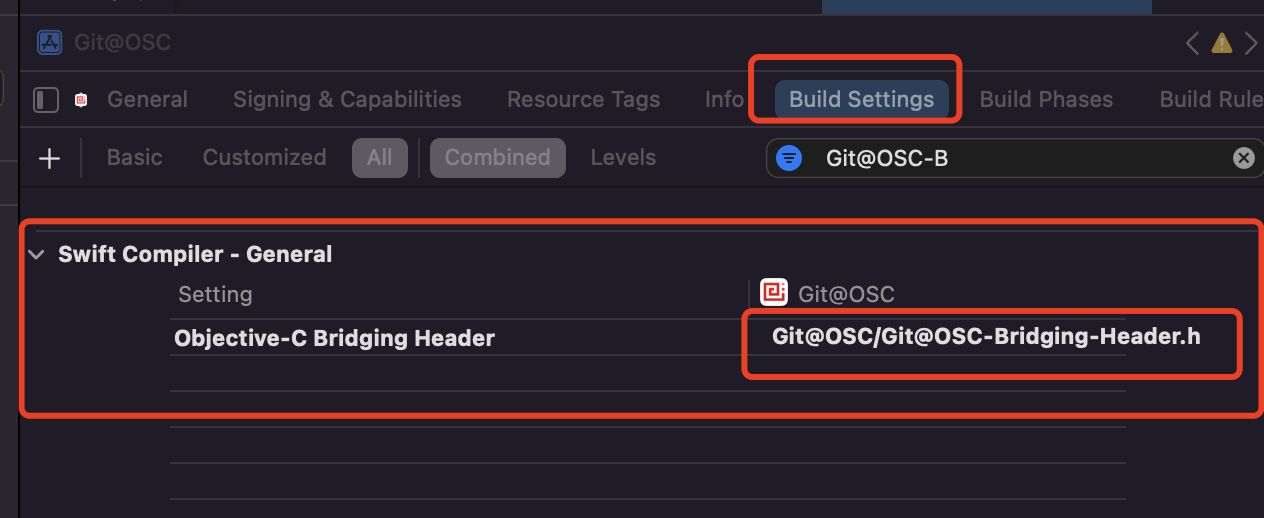 Git@OSC
General Signing & Capabilities Resource Tags Info Build Settings Build Phases Build Rule
Basic Customized All Combined Levels Git@OSC-B
Swift Compiler - General
Setting Git@OSC
Objective-C Bridging Header Git@OSC/Git@OSC-Bridging-Header.h